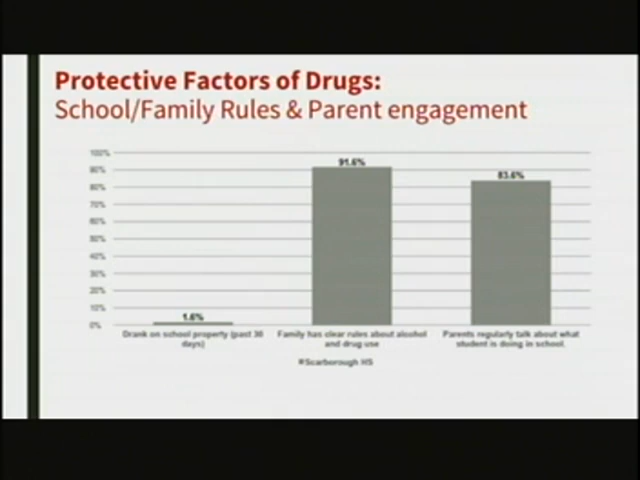 Protective Factors of Drugs:
School/Family Rules & Parent engagement
100%
90%
80%
70%
60%
50%
40%
30%
20%
10%
0%
1.6%
91.6%
83.6%
Drank on school property (past 30
days)
Family has clear rules about alcohol
and drug use
Parents regularly talk about what
student is doing in school.
Scarborough HS